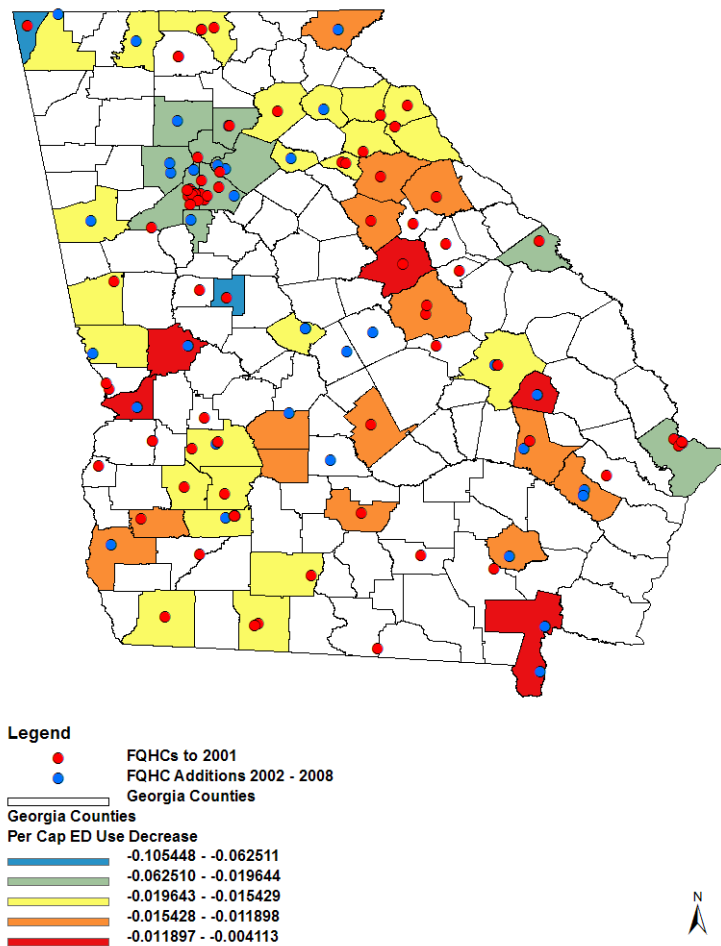 Legend
FQHCs to 2001
FQHC Additions 2002 - 2008
Georgia Counties
Georgia Counties
Per Cap ED Use Decrease
-0.105448 - -0.062511
-0.062510 - -0.019644
-0.019643 - -0.015429
-0.015428 - -0.011898
-0.011897 - -0.004113
N